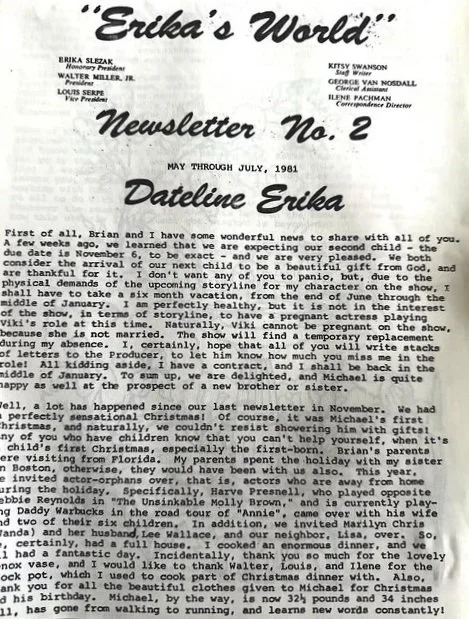 "Erika's World"
ERIKA SLEZAK
Honorary President
WALTER MILLER, JR.
President
LOUIS SERPE
Vice President
KITSY SWANSON
Staff Writer
GEORGE VAN NOSDALL
Clerical Assistant
ILENE PACHMAN
Correspondence Director
Newsletter No. 2
MAY THROUGH JULY, 1981
Dateline Erika
First of all, Brian and I have some wonderful news to share with all of you.
A few weeks ago, we learned that we are expecting our second child - the
due date is November 6, to be exact - and we are very pleased. We both
consider the arrival of our next child to be a beautiful gift from God, and
are thankful for it. I don't want any of you to panic, but, due to the
physical demands of the upcoming storyline for my character on the show, I
shall have to take a six month vacation, from the end of June through the
middle of January. I am perfectly healthy, but it is not in the interest
of the show, in terms of storyline, to have a pregnant actress playing
Viki's role at this time. Naturally, Viki cannot be pregnant on the show,
because she is not married. The show will find a temporary replacement
during my absence. I, certainly, hope that all of you will write stacks
of letters to the Producer, to let him know how much you miss me in the
role! All kidding aside, I have a contract, and I shall be back in the
middle of January. To sum up, we are delighted, and Michael is quite
happy as well at the prospect of a new brother or sister.
Well, a lot has happened since our last newsletter in November. We had
a perfectly sensational Christmas! Of course, it was Michael's first
Christmas, and naturally, we couldn't resist showering him with gifts!
any of you who have children know that you can't help yourself, when it's
child's first Christmas, especially the first-born. Brian's parents
ere visiting from Florida. My parents spent the holiday with my sister
n Boston, otherwise, they would have been with us also. This year,
e invited actor-orphans over, that is, actors who are away from home
uring the holiday. Specifically, Harve Presnell, who played opposite
ebbie Reynolds in "The Unsinkable Molly Brown," and is currently play-
ng Daddy Warbucks in the road tour of "Annie", came over with his wife
nd two of their six children. In addition, we invited Marilyn Chris
Wanda) and her husband, Lee Wallace, and our neighbor, Lisa, over. So,
e, certainly, had a full house. I cooked an enormous dinner, and we
ll had a fantastic day. Incidentally, thank you so much for the lovely
enox vase, and I would like to thank Walter, Louis, and Ilene for the
ock pot, which I used to cook part of Christmas dinner with. Also,
ank you for all the beautiful clothes given to Michael for Christmas
d his birthday. Michael, by the way, is now 32½ pounds and 34 inches
ll, has gone from walking to running, and learns new words constantly!